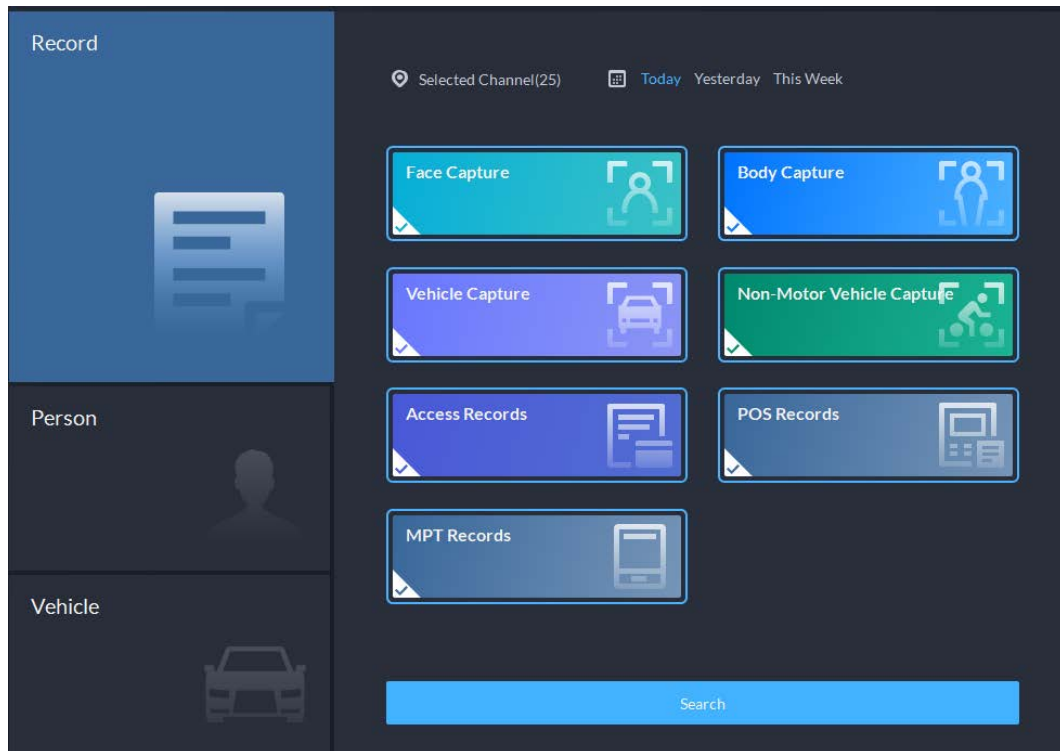 Record
Selected Channel(25) Today Yesterday This Week
Face Capture
Body Capture
Vehicle Capture
Non-Motor Vehicle Capture
Access Records
POS Records
MPT Records
Person
Vehicle
Search